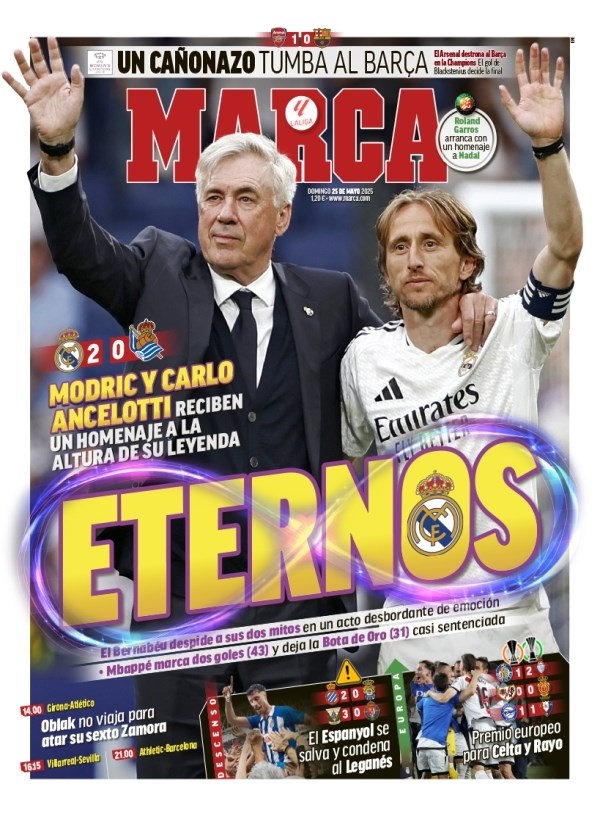 1 0
UN CAÑONAZO TUMBA AL BARÇA
El Arsenal destrona al Barça
en la Champions El gol de
Blackstenius decide la final
MARCA
LALIGA
Roland
Garros
arranca con
un homenaje
a Nadal
DOMINGO 25 DE MAYO 2025
1,20 € • www.marca.com
2 0
MODRIC Y CARLO
ANCELOTTI RECIBEN
UN HOMENAJE A LA
ALTURA DE SU LEYENDA
Emirates
FLY BETTER
ETERNOS
El Bernabéu despide a sus dos mitos en un acto desbordante de emoción
• Mbappé marca dos goles (43) y deja la Bota de Oro (31) casi sentenciada
14.00 Girona-Atlético
Oblak no viaja para
atar su sexto Zamora
16.15 Villarreal-Sevilla
21.00 Athletic-Barcelona
DESCENSO
2 0
3 0
El Espanyol se
salva y condena
al Leganés
EUROPA
1 2
0 0
1 1
Premio europeo
para Celta y Rayo